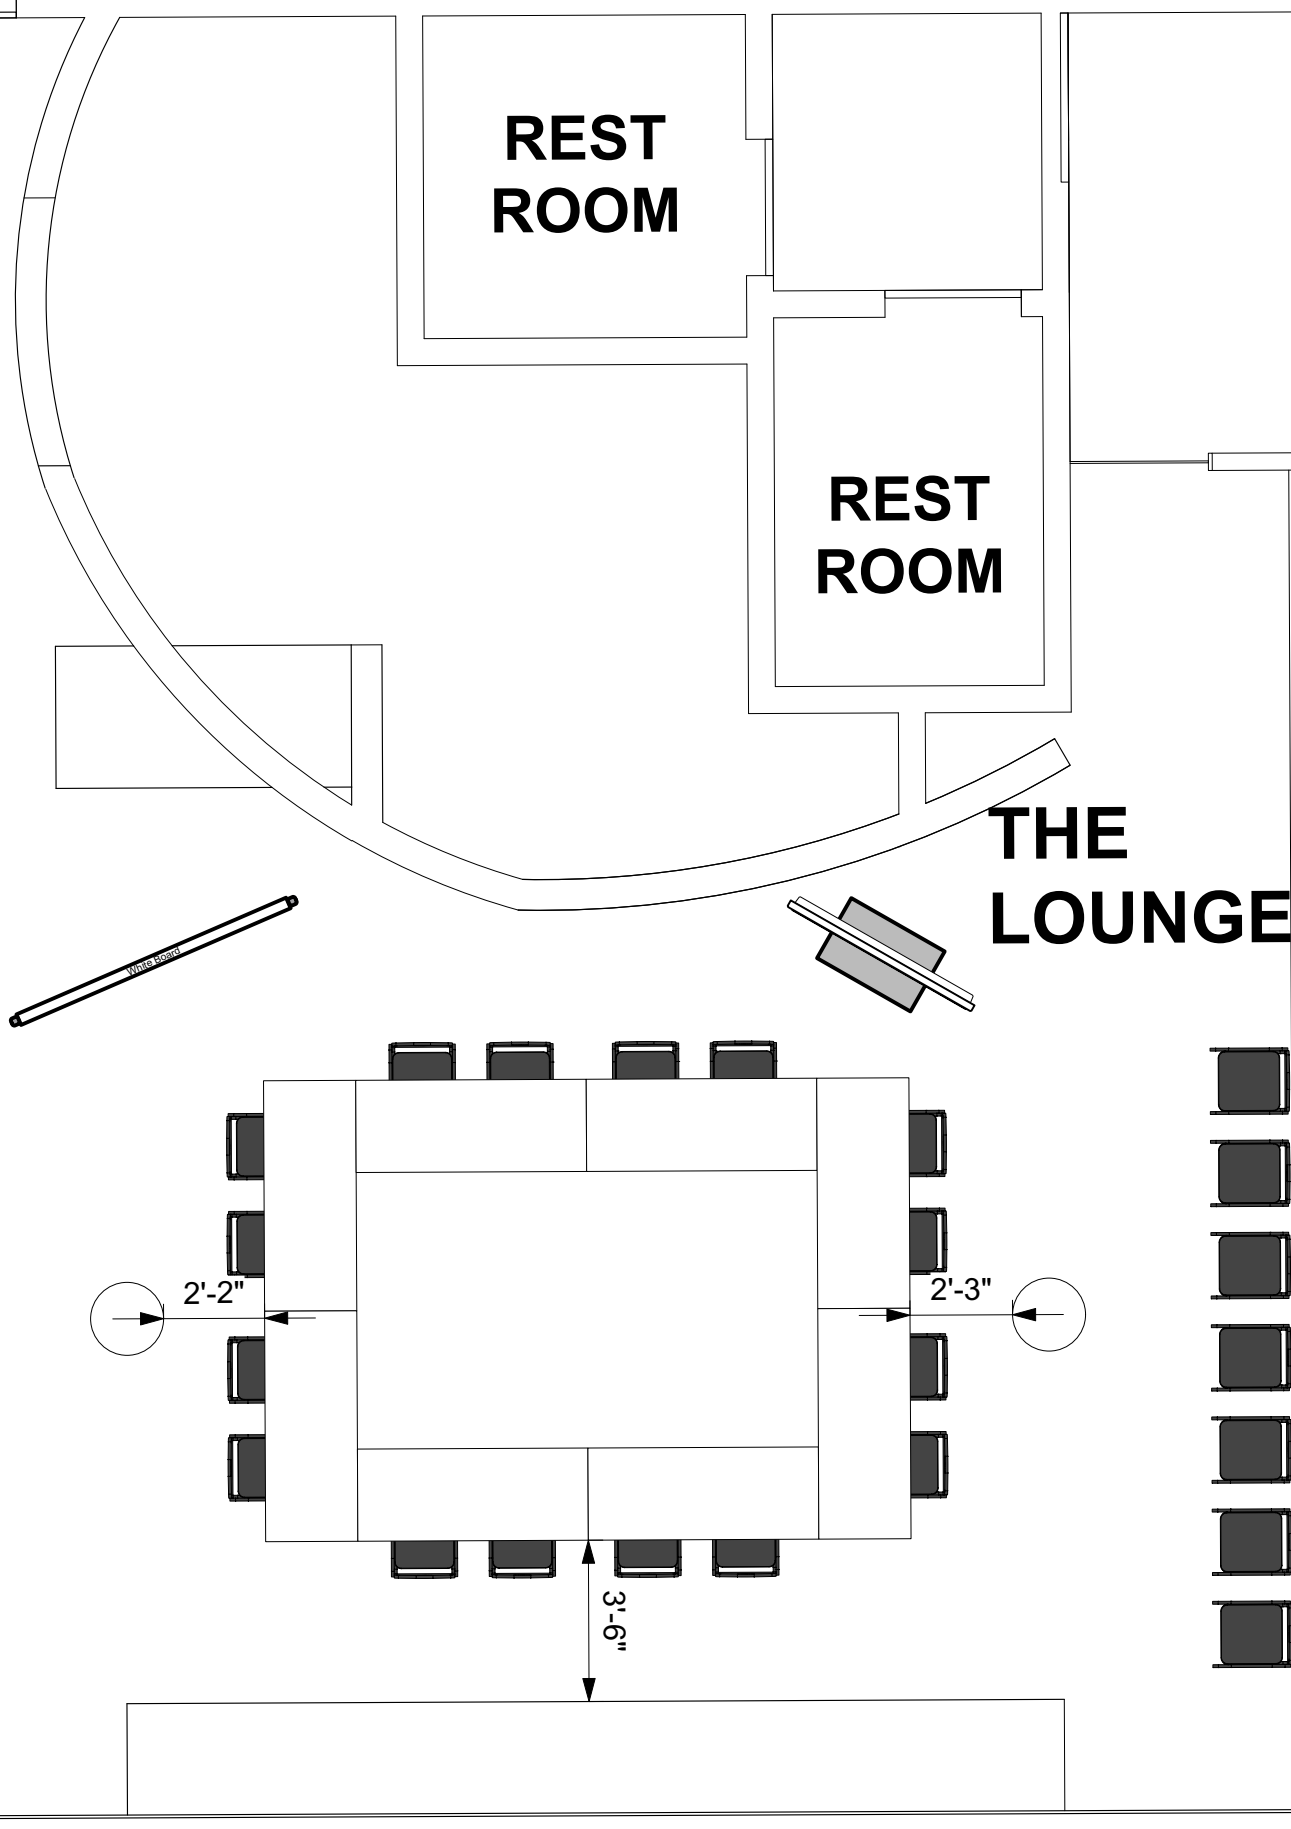 REST
ROOM
REST
ROOM
THE
LOUNGE
White Board
2'-2"
2'-3"
3'-6"